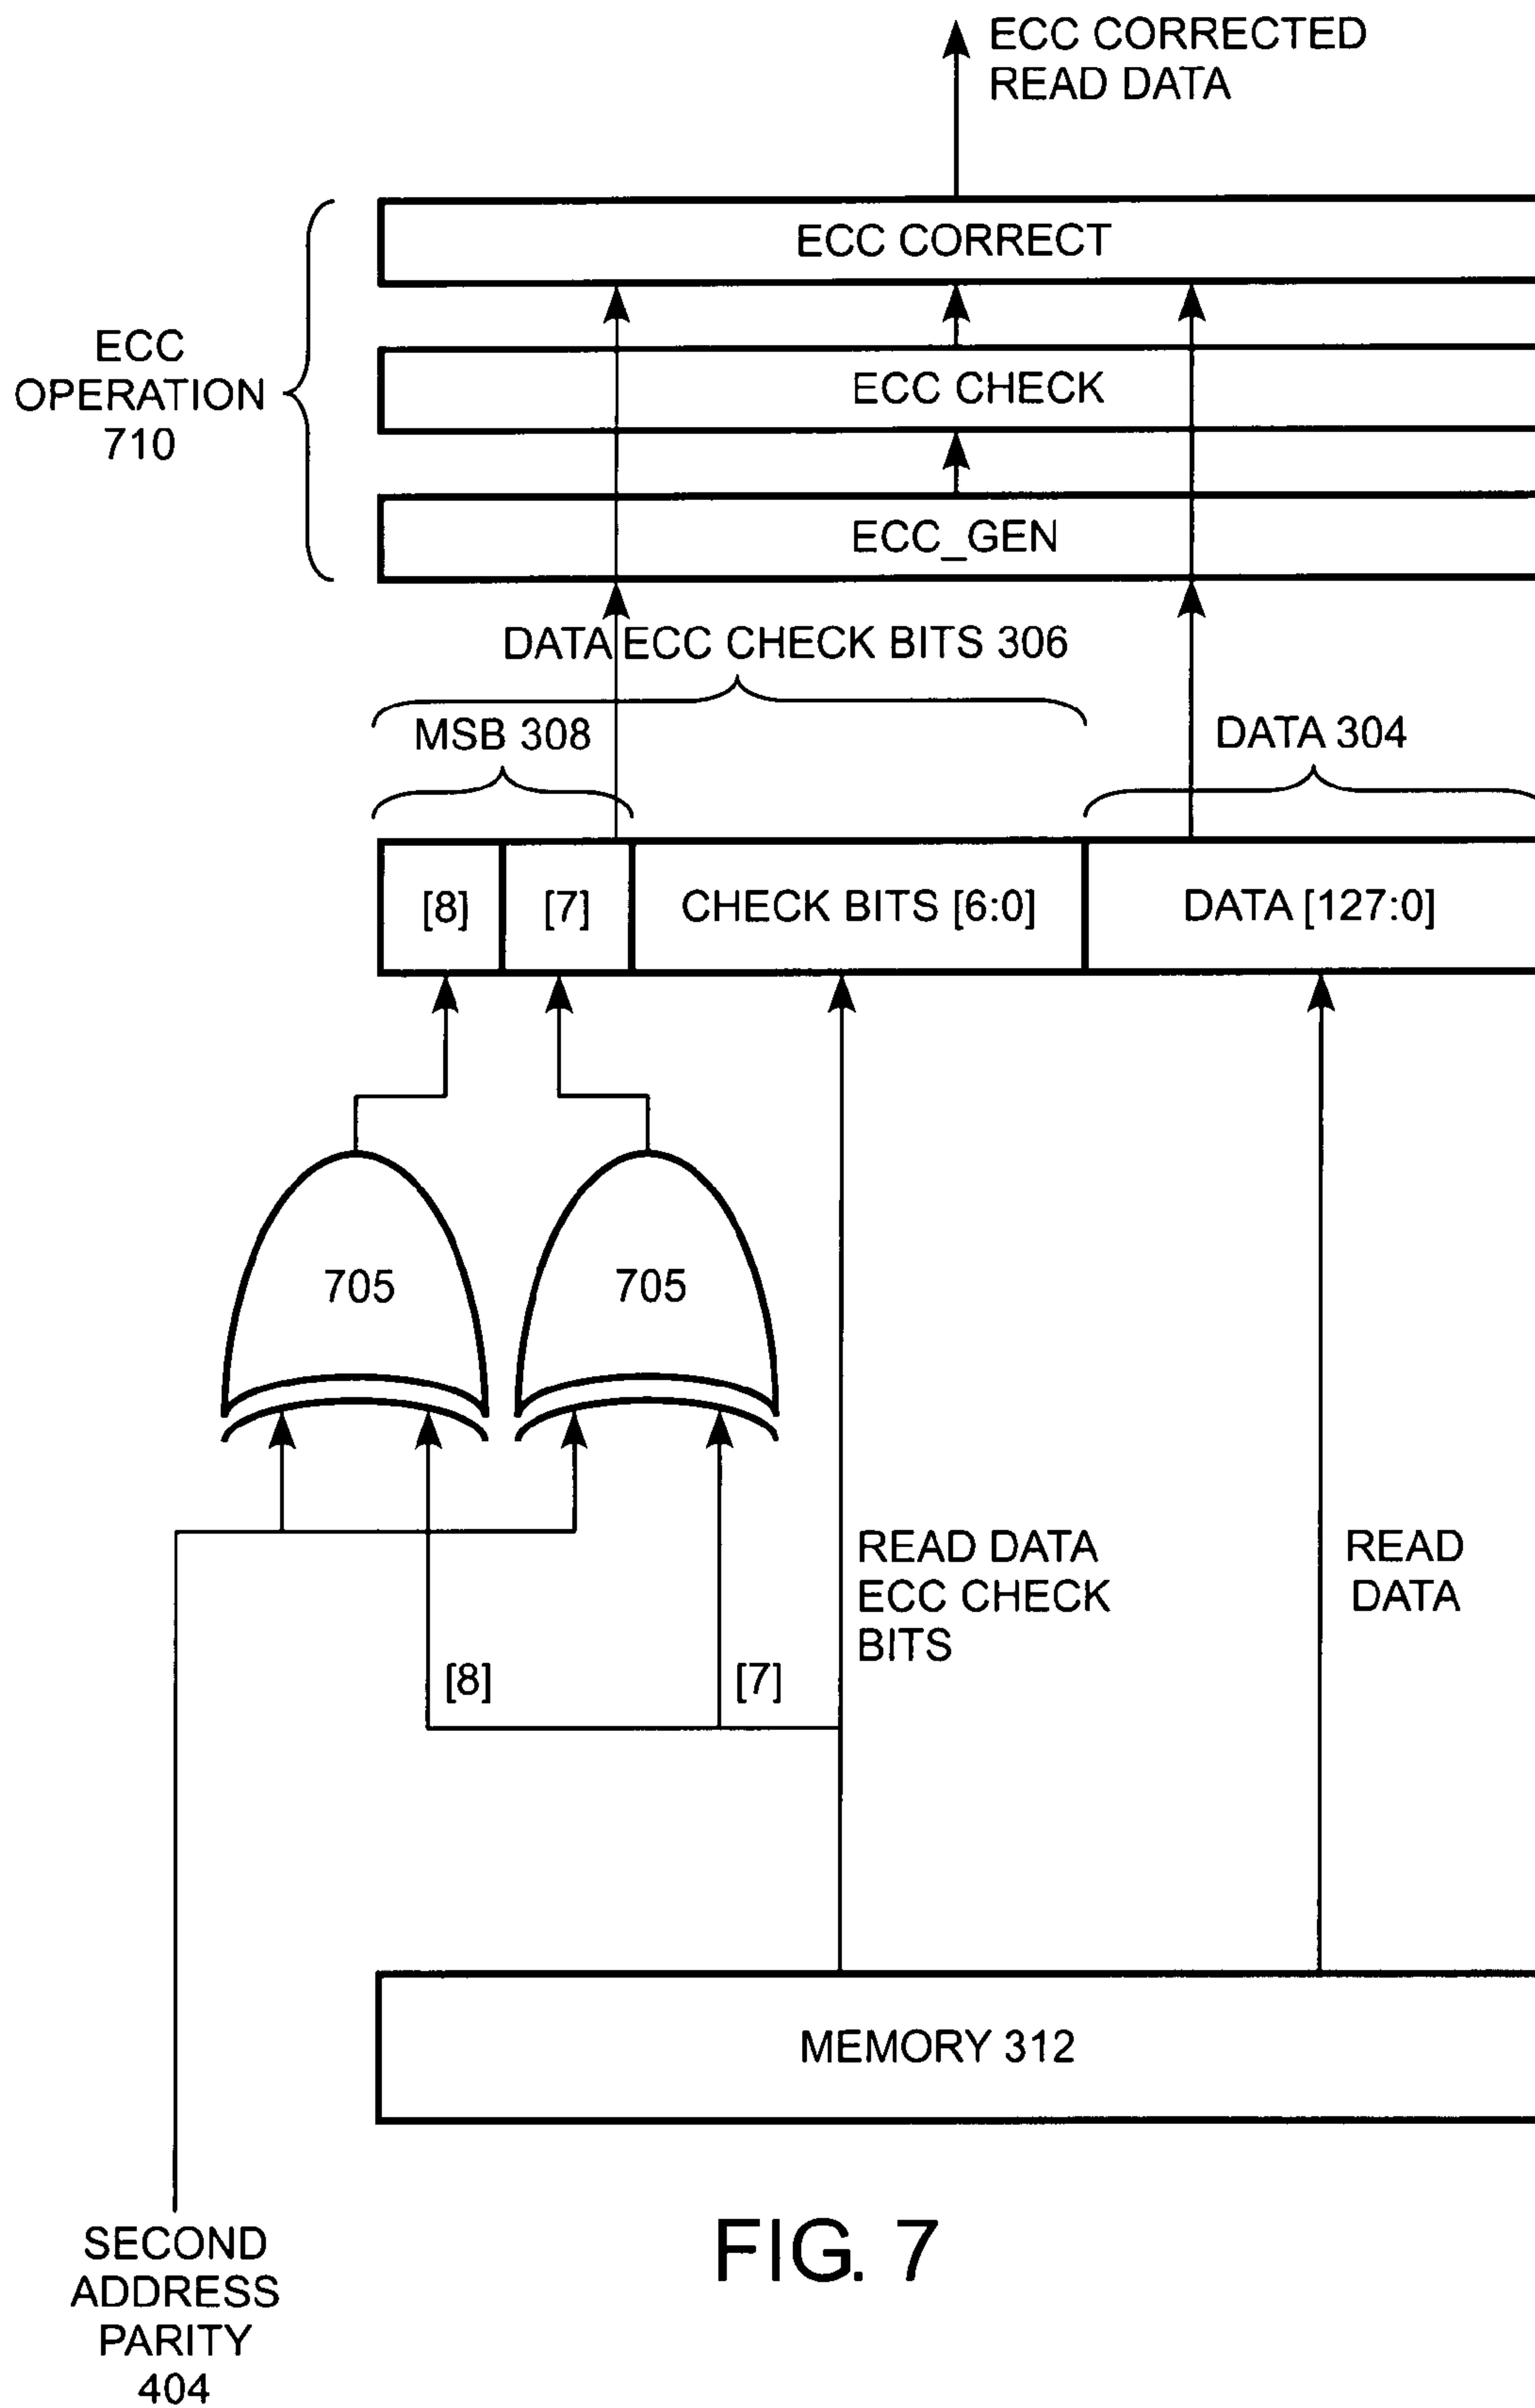 ECC CORRECTED
READ DATA
ECC CORRECT
ECC
OPERATION
710
ECC CHECK
ECC_GEN
DATA ECC CHECK BITS 306
MSB 308
DATA 304
[8]
[7]
CHECK BITS [6:0]
DATA [127:0]
705
705
READ DATA
ECC CHECK
BITS
READ
DATA
[8]
[7]
MEMORY 312
SECOND
ADDRESS
PARITY
404
FIG. 7